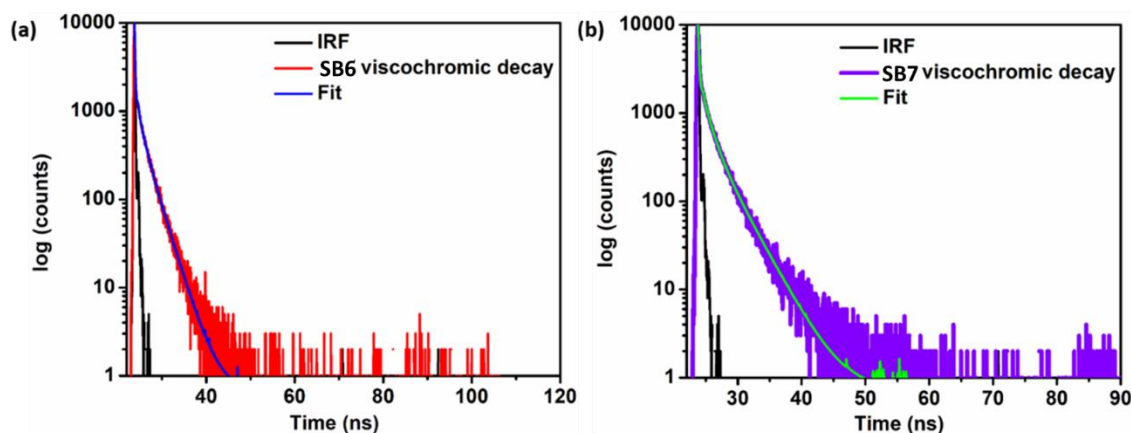 (a)
10000
1000
100
10
1
log (counts)
IRF
SB6 viscochromic decay
Fit
40 60 80 100 120
Time (ns)
(b)
10000
1000
100
10
1
log (counts)
IRF
SB7 viscochromic decay
Fit
30 40 50 60 70 80 90
Time (ns)